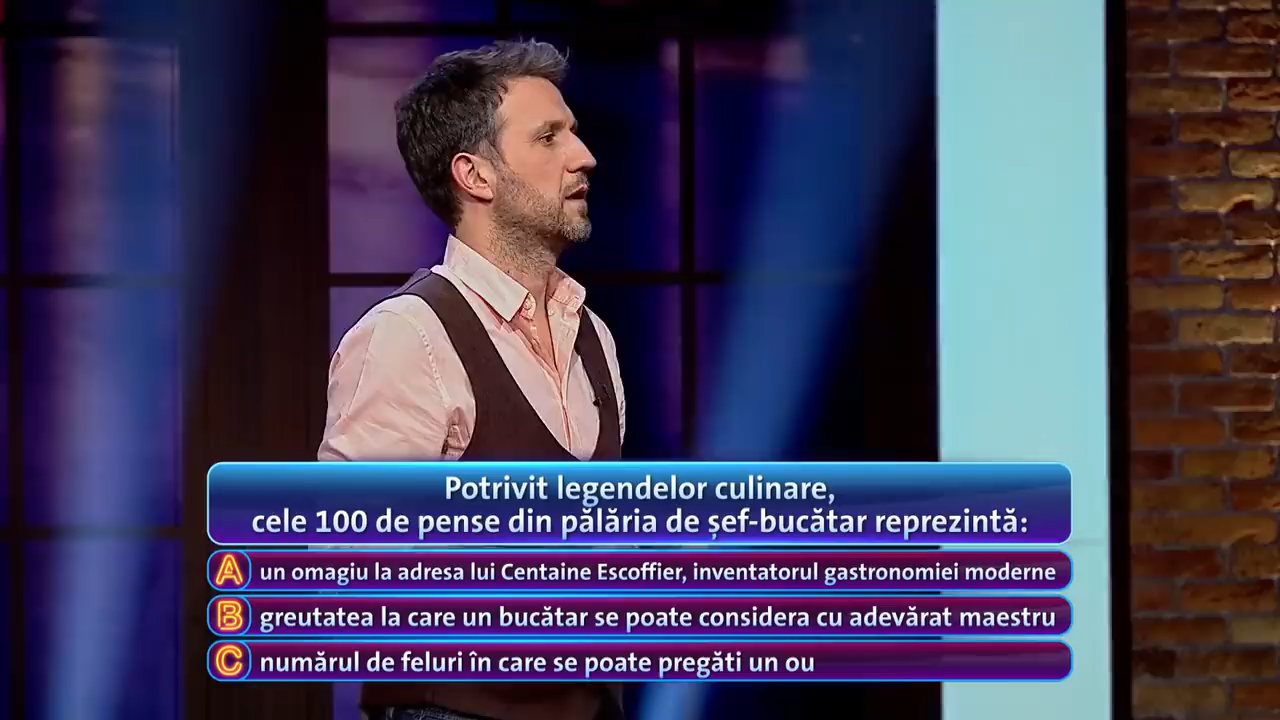 Potrivit legendelor culinare,
cele 100 de pense din pălăria de șef-bucătar reprezintă:
A un omagiu la adresa lui Centaine Escoffier, inventatorul gastronomiei moderne
B greutatea la care un bucătar se poate considera cu adevărat maestru
C numărul de feluri în care se poate pregăti un ou